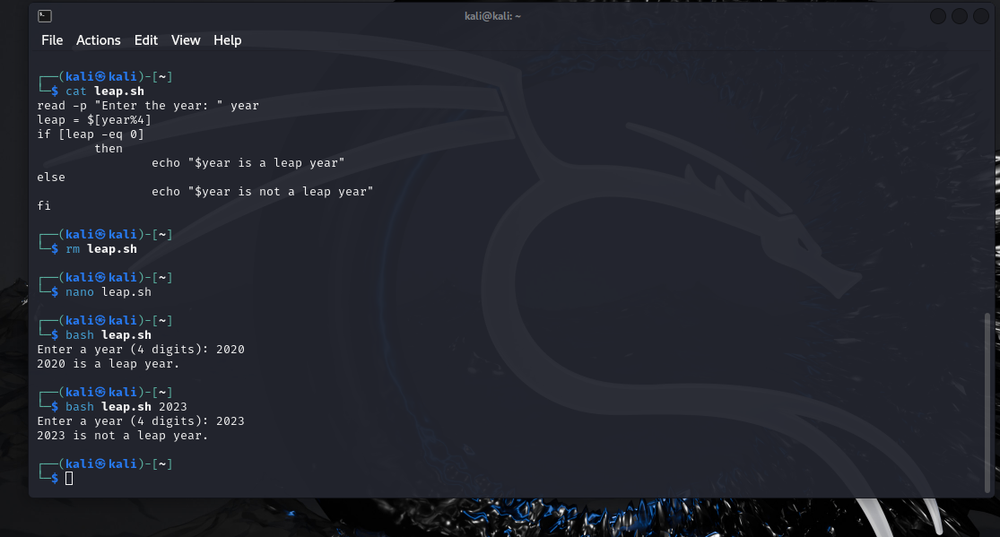 kali@kali: ~
File Actions Edit View Help
┌──(kali㉿kali)-[~]
└─$ cat leap.sh
read -p "Enter the year: " year
leap = $[year%4]
if [leap -eq 0]
        then
                echo "$year is a leap year"
else
                echo "$year is not a leap year"
fi
┌──(kali㉿kali)-[~]
└─$ rm leap.sh
┌──(kali㉿kali)-[~]
└─$ nano leap.sh
┌──(kali㉿kali)-[~]
└─$ bash leap.sh
Enter a year (4 digits): 2020
2020 is a leap year.
┌──(kali㉿kali)-[~]
└─$ bash leap.sh 2023
Enter a year (4 digits): 2023
2023 is not a leap year.
┌──(kali㉿kali)-[~]
└─$